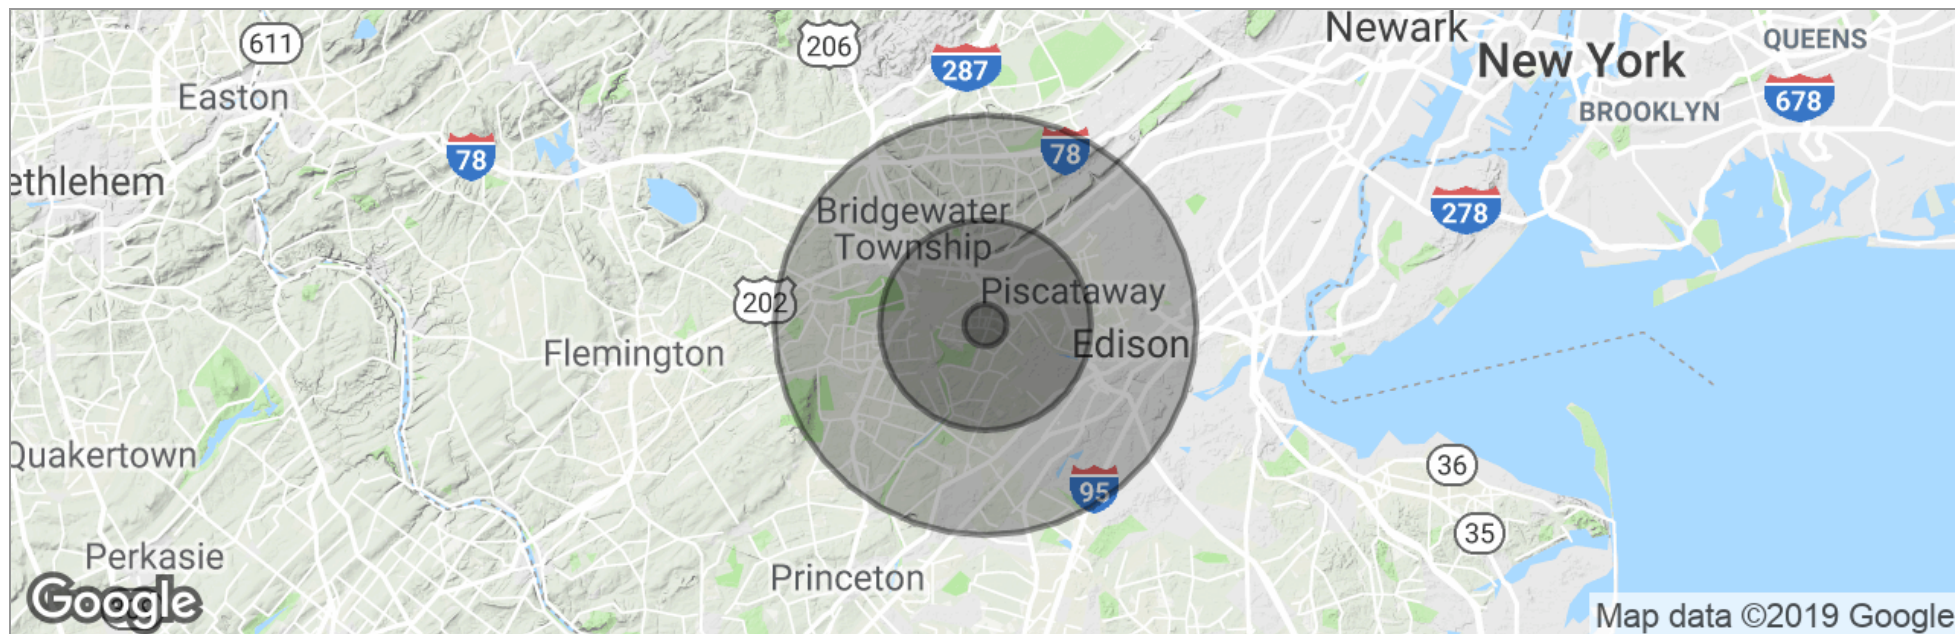 611
206
287
Newark
New York
QUEENS
678
Easton
BROOKLYN
78
78
ethlehem
Bridgewater
Township
278
202
Piscataway
Edison
Flemington
Quakertown
36
95
35
Perkasie
Princeton
Google
Map data ©2019 Google